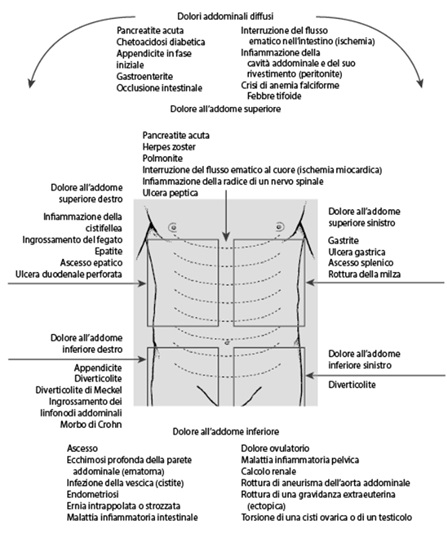 Dolori addominali diffusi
Pancreatite acuta
Chetoacidosi diabetica
Appendicite in fase
iniziale
Gastroenterite
Occlusione intestinale
Interruzione del flusso
ematico nell'intestino (ischemia)
Infiammazione della
cavità addominale e del suo
rivestimento (peritonite)
Crisi di anemia falciforme
Febbre tifoide
Dolore all'addome superiore
Pancreatite acuta
Herpes zoster
Polmonite
Interruzione del flusso ematico al cuore (ischemia miocardica)
Infiammazione della radice di un nervo spinale
Ulcera peptica
Dolore all'addome
superiore destro
Infiammazione della
cistifellea
Ingrossamento del fegato
Epatite
Ascesso epatico
Ulcera duodenale perforata
Dolore all'addome
superiore sinistro
Gastrite
Ulcera gastrica
Ascesso splenico
Rottura della milza
Dolore all'addome
inferiore destro
Appendicite
Diverticolite
Diverticolite di Meckel
Ingrossamento dei
linfonodi addominali
Morbo di Crohn
Dolore all'addome
inferiore sinistro
Diverticolite
Dolore all'addome inferiore
Ascesso
Ecchimosi profonda della parete
addominale (ematoma)
Infezione della vescica (cistite)
Endometriosi
Ernia intrappolata o strozzata
Malattia infiammatoria intestinale
Dolore ovulatorio
Malattia infiammatoria pelvica
Calcolo renale
Rottura di aneurisma dell'aorta addominale
Rottura di una gravidanza extrauterina
(ectopica)
Torsione di una cisti ovarica o di un testicolo